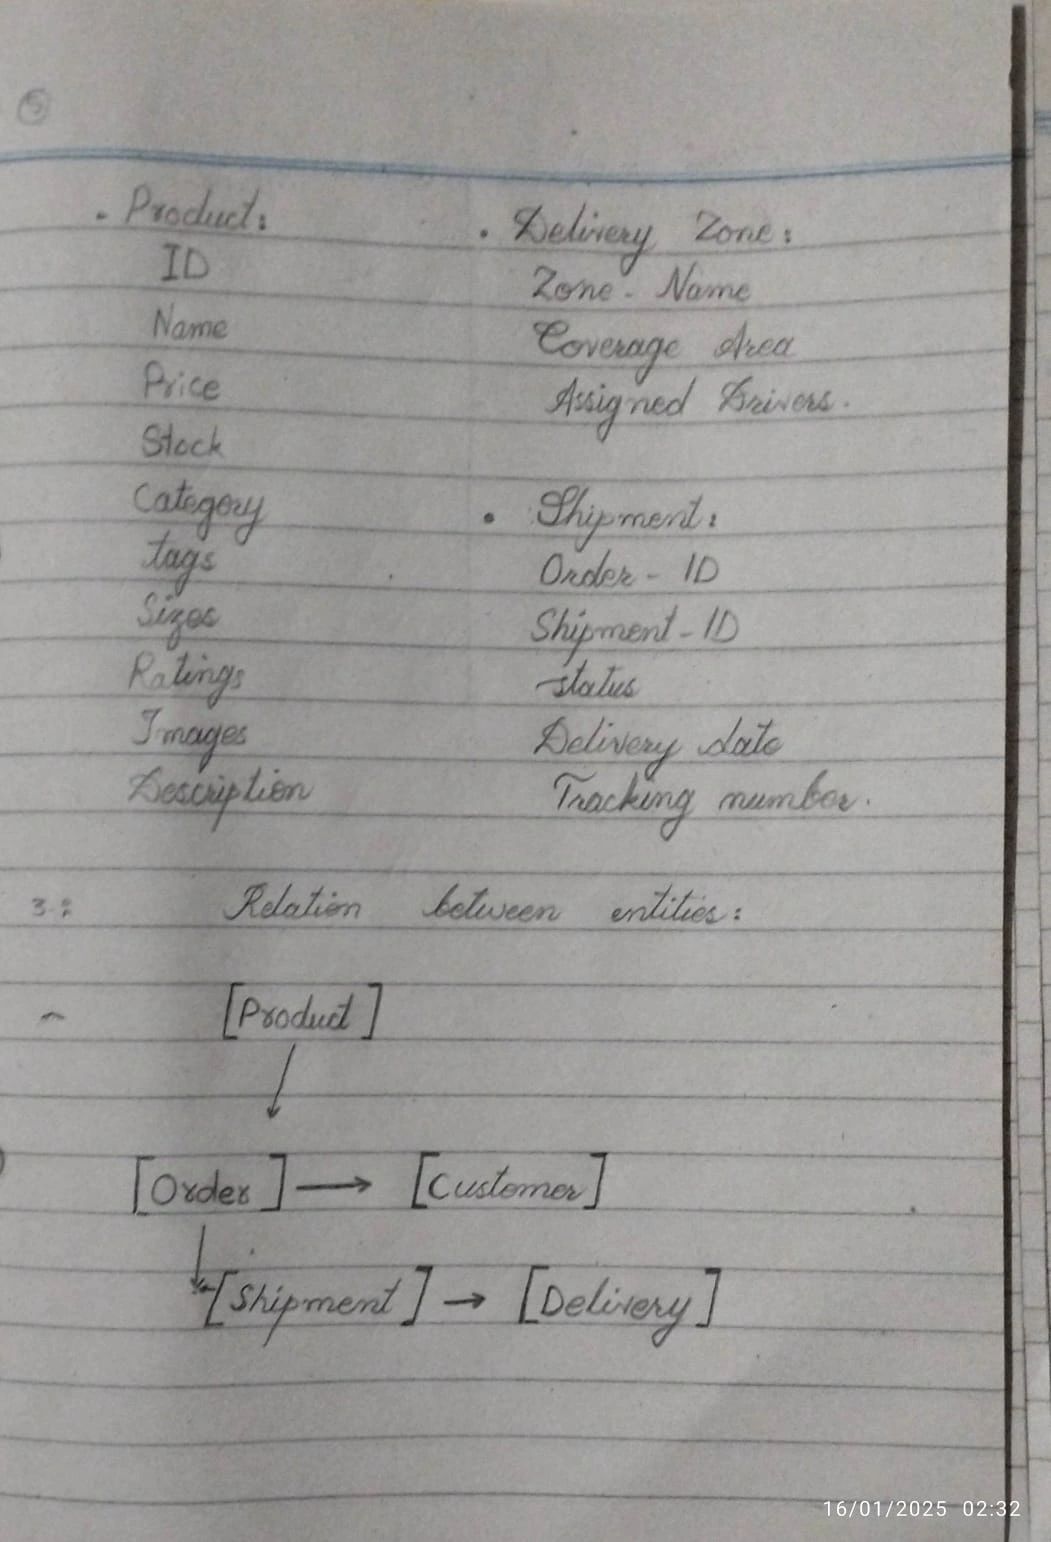 5
• Product:
ID
Name
Price
Stock
Category
tags
Sizes
Ratings
Images
Description
• Delivery Zone:
Zone - Name
Coverage Area
Assigned Drivers.
• Shipment:
Order - ID
Shipment - ID
status
Delivery date
Tracking number.
3-: Relation between entities:
[Product]
[Order] → [Customer]
[Shipment] → [Delivery]
16/01/2025 02:32